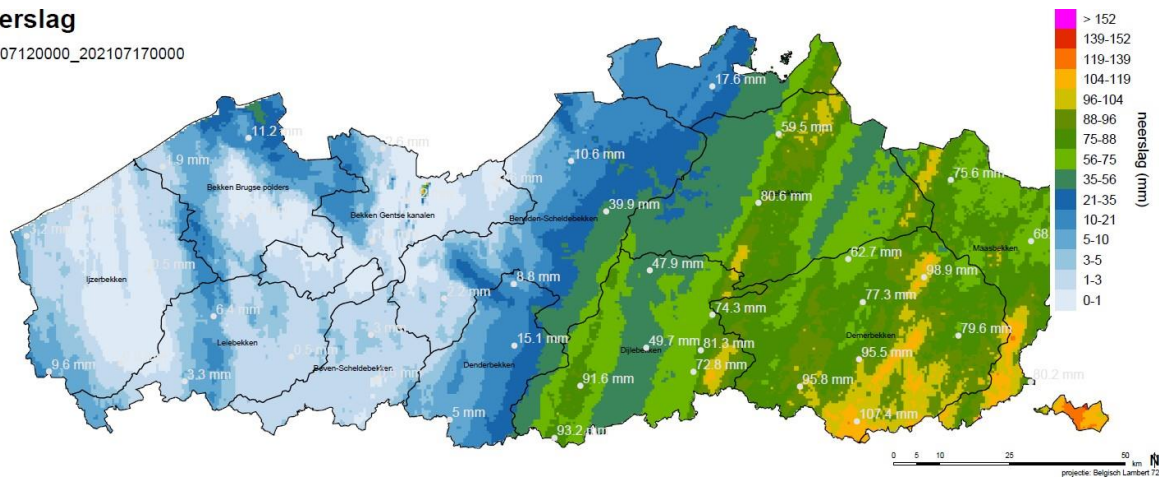 erslag
07120000_202107170000
> 152
139-152
119-139
104-119
96-104
88-96
75-88
56-75
35-56
21-35
10-21
5-10
3-5
1-3
0-1
neerslag (mm)
17.6 mm
11.2 mm
59.5 mm
10.6 mm
75.6 mm
Bekken Brugse polders
80.6 mm
39.9 mm
Bekken Gentse kanalen
Beneden-Scheldebekken
68.
Maasbekken
62.7 mm
47.9 mm
98.9 mm
Ijzerbekken
8.8 mm
77.3 mm
6.4 mm
74.3 mm
79.6 mm
Leiebekken
3 mm
15.1 mm
49.7 mm
81.3 mm
Dijlebekken
Demerbekken
0.5 mm
95.5 mm
Denderbekken
Boven-Scheldebekken
9.6 mm
3.3 mm
72.8 mm
80.2 mm
91.6 mm
95.8 mm
5 mm
107.4 mm
93.2 mm
0 5 10 25 50
km
N
projectie: Belgisch Lambert 72